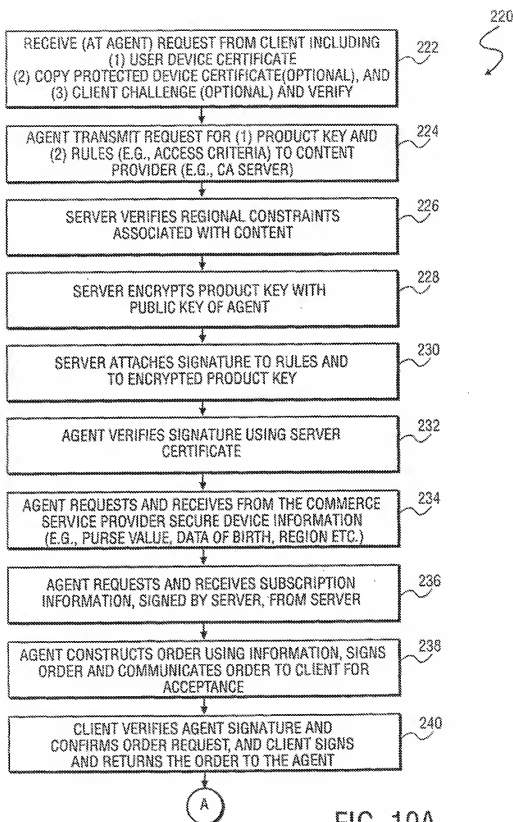 220
RECEIVE (AT AGENT) REQUEST FROM CLIENT INCLUDING
(1) USER DEVICE CERTIFICATE
(2) COPY PROTECTED DEVICE CERTIFICATE(OPTIONAL), AND
(3) CLIENT CHALLENGE (OPTIONAL) AND VERIFY
222
AGENT TRANSMIT REQUEST FOR (1) PRODUCT KEY AND
(2) RULES (E.G., ACCESS CRITERIA) TO CONTENT
PROVIDER (E.G., CA SERVER)
224
SERVER VERIFIES REGIONAL CONSTRAINTS
ASSOCIATED WITH CONTENT
226
SERVER ENCRYPTS PRODUCT KEY WITH
PUBLIC KEY OF AGENT
228
SERVER ATTACHES SIGNATURE TO RULES AND
TO ENCRYPTED PRODUCT KEY
230
AGENT VERIFIES SIGNATURE USING SERVER
CERTIFICATE
232
AGENT REQUESTS AND RECEIVES FROM THE COMMERCE
SERVICE PROVIDER SECURE DEVICE INFORMATION
(E.G., PURSE VALUE, DATA OF BIRTH, REGION ETC.)
234
AGENT REQUESTS AND RECEIVES SUBSCRIPTION
INFORMATION, SIGNED BY SERVER, FROM SERVER
236
AGENT CONSTRUCTS ORDER USING INFORMATION, SIGNS
ORDER AND COMMUNICATES ORDER TO CLIENT FOR
ACCEPTANCE
238
CLIENT VERIFIES AGENT SIGNATURE AND
CONFIRMS ORDER REQUEST, AND CLIENT SIGNS
AND RETURNS THE ORDER TO THE AGENT
240
A
FIG. 10A